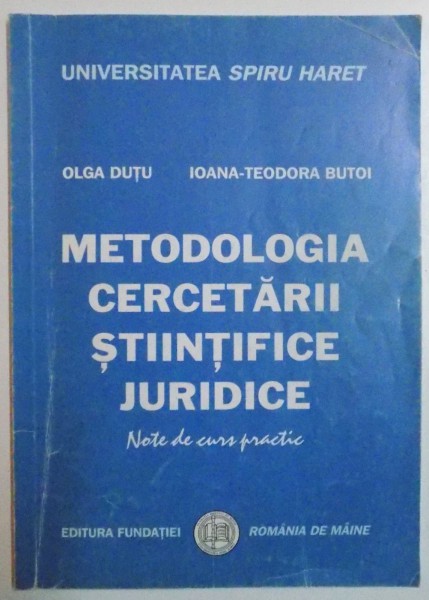 UNIVERSITATEA SPIRU HARET
OLGA DUȚU IOANA-TEODORA BUTOI
METODOLOGIA
CERCETĂRII
ȘTIINȚIFICE
JURIDICE
Note de curs practic
EDITURA FUNDAȚIEI ROMÂNIA DE MÂINE